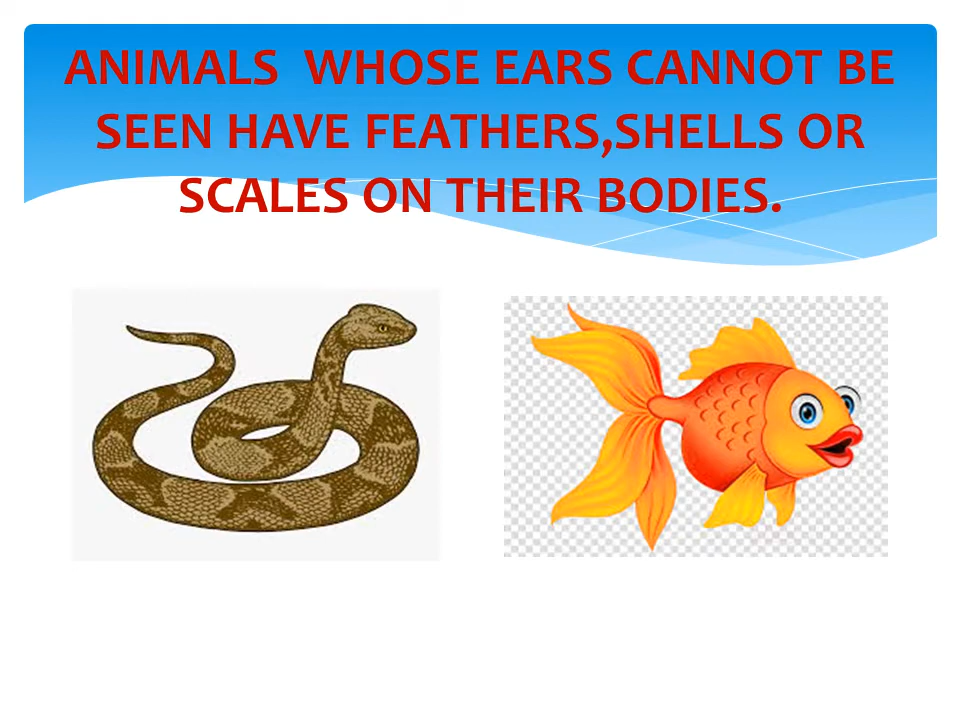 ANIMALS  WHOSE EARS CANNOT BE
SEEN HAVE FEATHERS,SHELLS OR
SCALES ON THEIR BODIES.